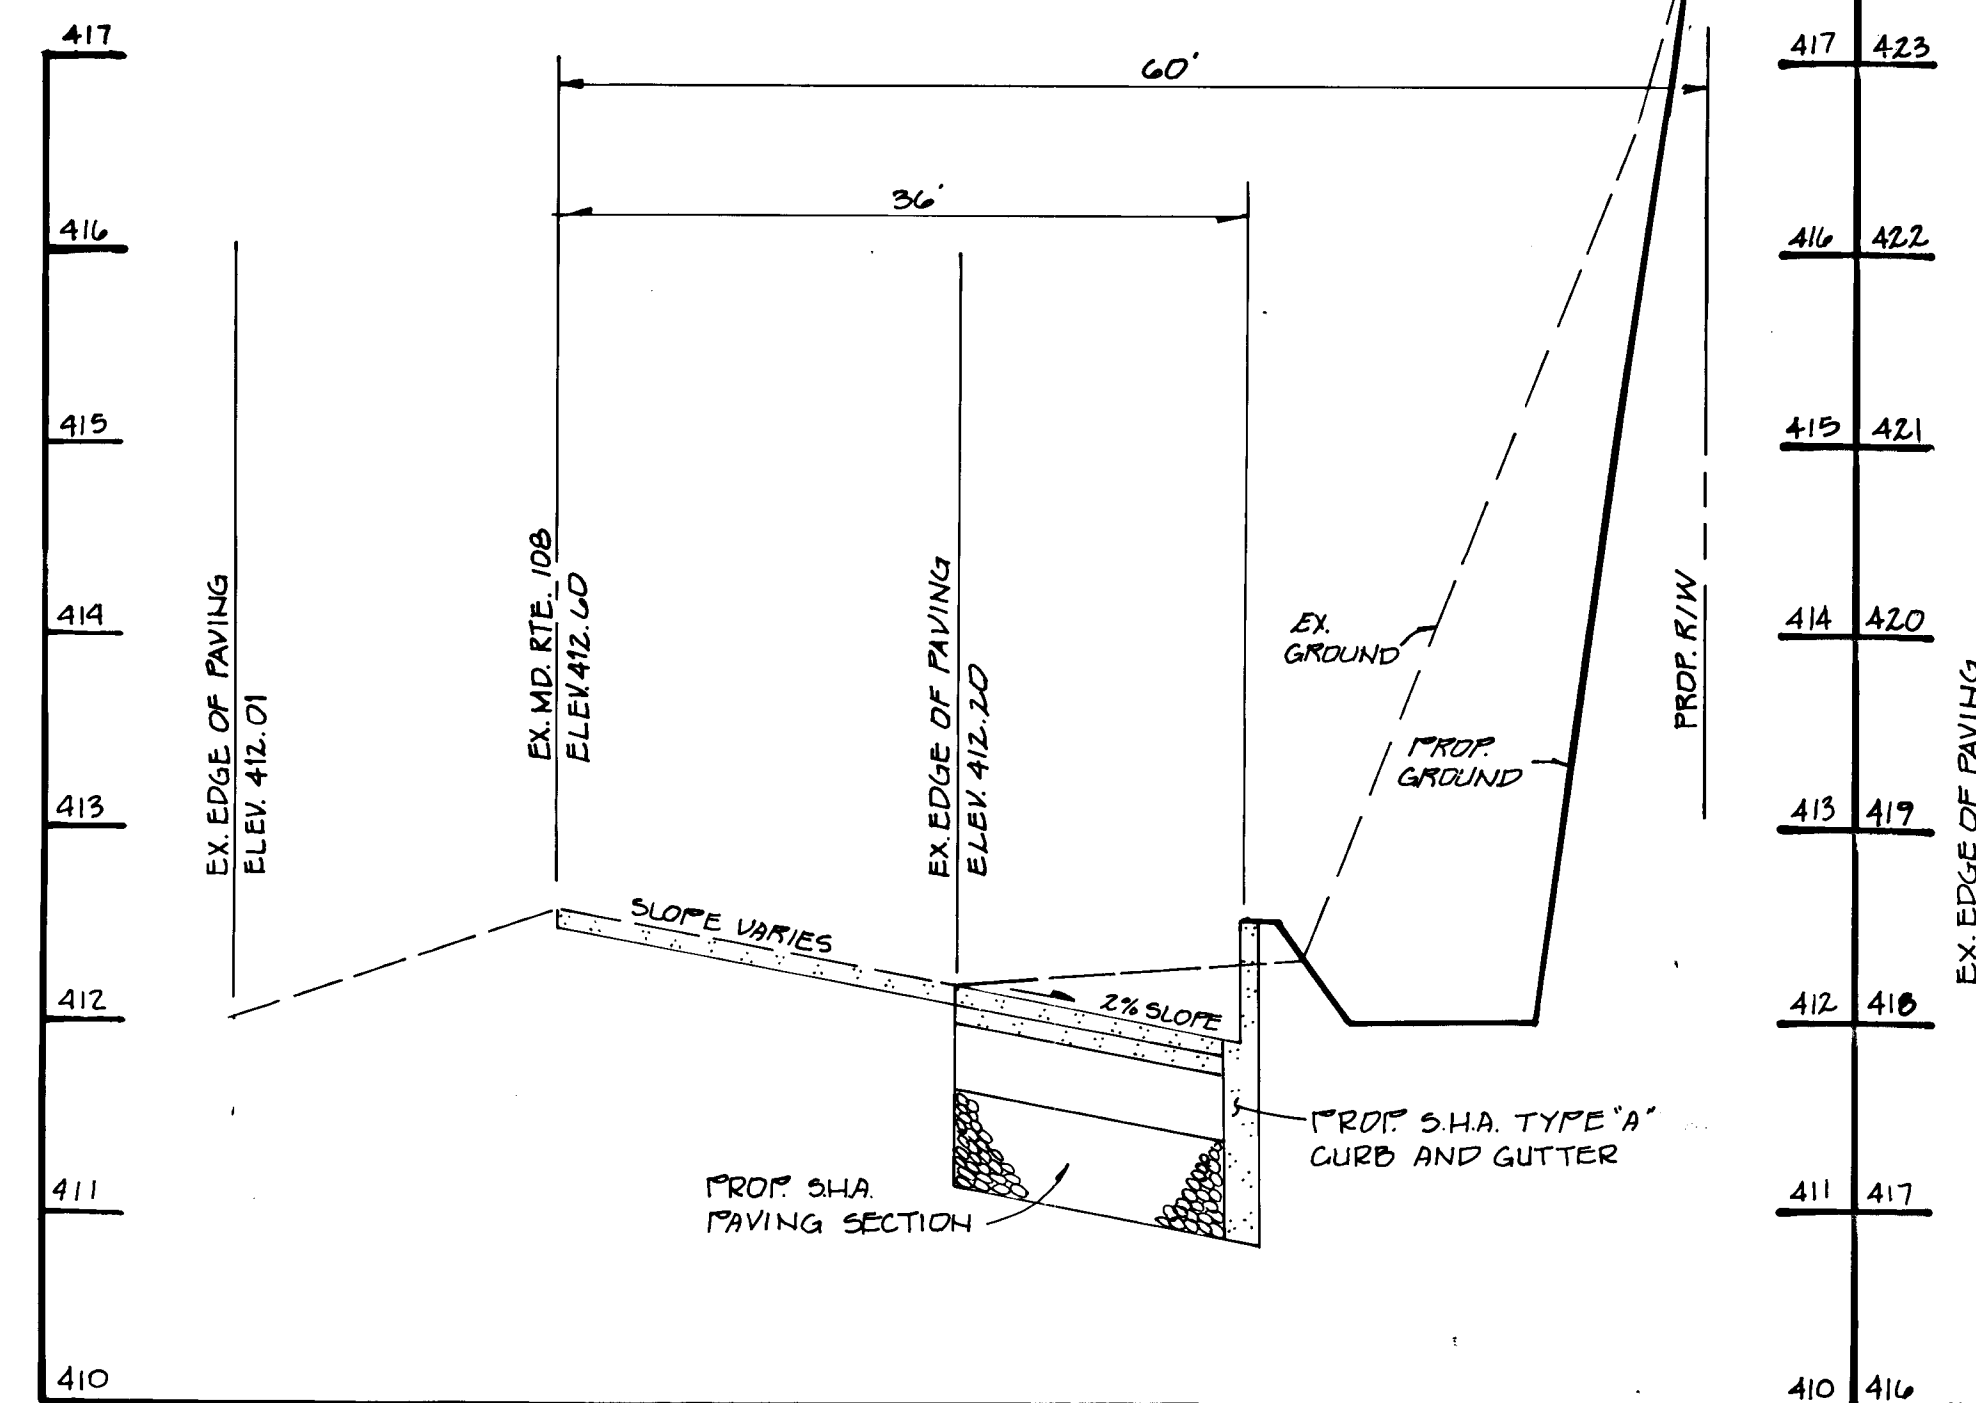 417
417 423
60'
36'
416
416 422
415
415 421
EX. MD. RTE. 108
ELEV. 412.60
EX. EDGE OF PAVING
ELEV. 412.01
EX. EDGE OF PAVING
ELEV. 412.20
414
EX.
GROUND
PROP. R/W
414 420
PROP.
GROUND
EX. EDGE OF PAVING
413
413 419
SLOPE VARIES
412
2% SLOPE
412 418
PROP. S.H.A. TYPE "A"
CURB AND GUTTER
PROP. S.H.A.
PAVING SECTION
411
411 417
410
410 416